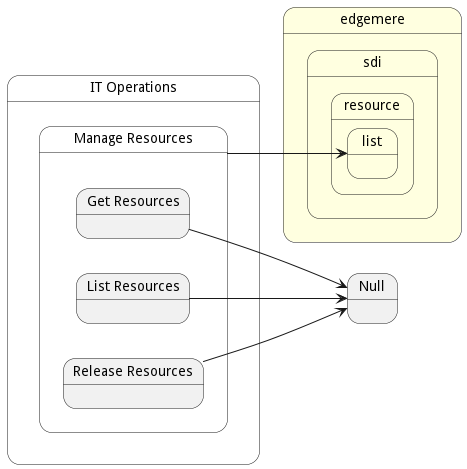 edgemere
sdi
IT Operations
resource
Manage Resources
list
Get Resources
List Resources
Null
Release Resources